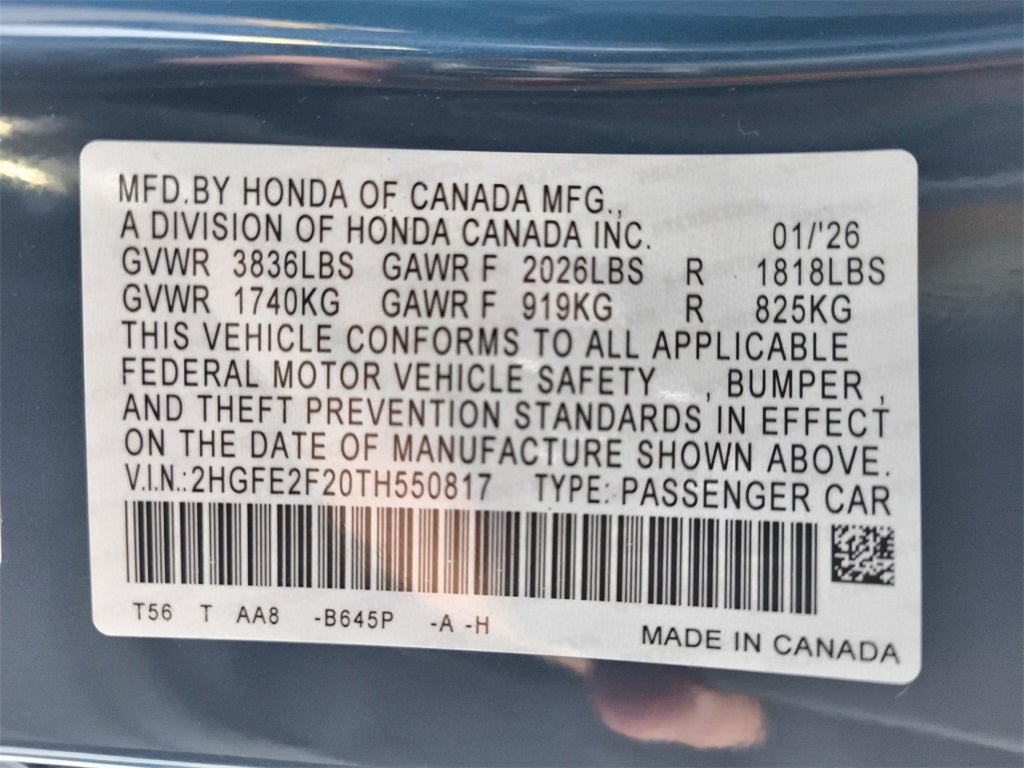 MFD.BY HONDA OF CANADA MFG.,
A DIVISION OF HONDA CANADA INC. 01/'26
GVWR 3836LBS GAWR F 2026LBS R 1818LBS
GVWR 1740KG GAWR F 919KG R 825KG
THIS VEHICLE CONFORMS TO ALL APPLICABLE
FEDERAL MOTOR VEHICLE SAFETY , BUMPER ,
AND THEFT PREVENTION STANDARDS IN EFFECT
ON THE DATE OF MANUFACTURE SHOWN ABOVE.
V.I.N.:2HGFE2F20TH550817 TYPE: PASSENGER CAR
T56 T AA8 -B645P -A -H
MADE IN CANADA